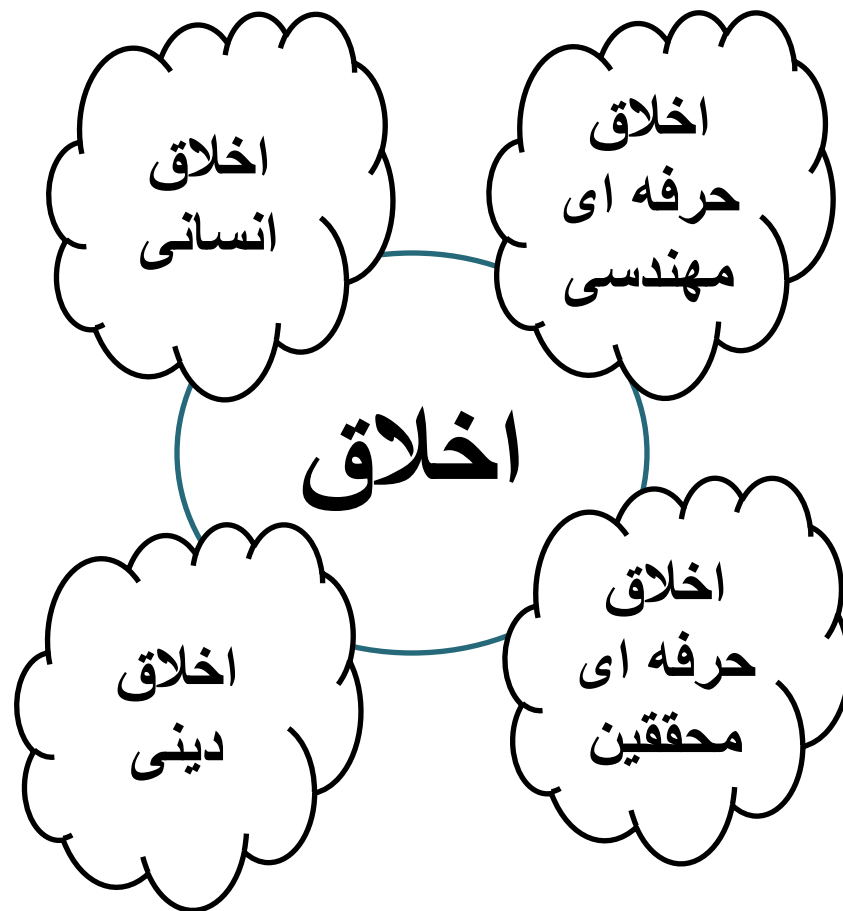 اخلاق
حرفه ای
مهندسی
اخلاق
انسانی
اخلاق
اخلاق
حرفه ای
محققین
اخلاق
دینی